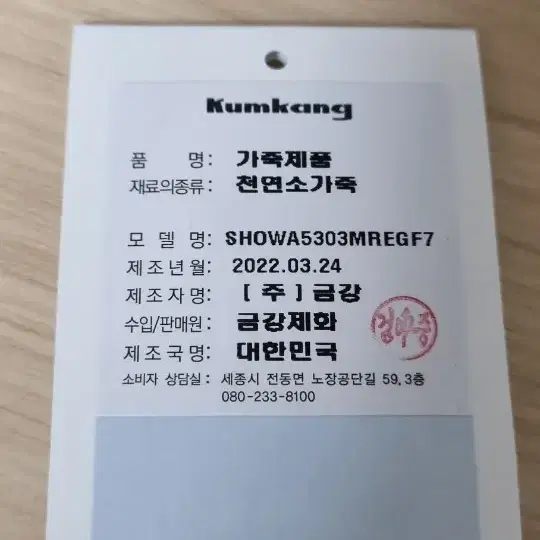 Kumkang
품 명: 가죽제품
재료의종류: 천연소가죽
모 델 명: SHOWA5303MREGF7
제조년월: 2022.03.24
제조자명: [주]금강
수입/판매원: 금강제화
검사증
제조국명: 대한민국
소비자 상담실: 세종시 전동면 노장공단길 59, 3층
080-233-8100